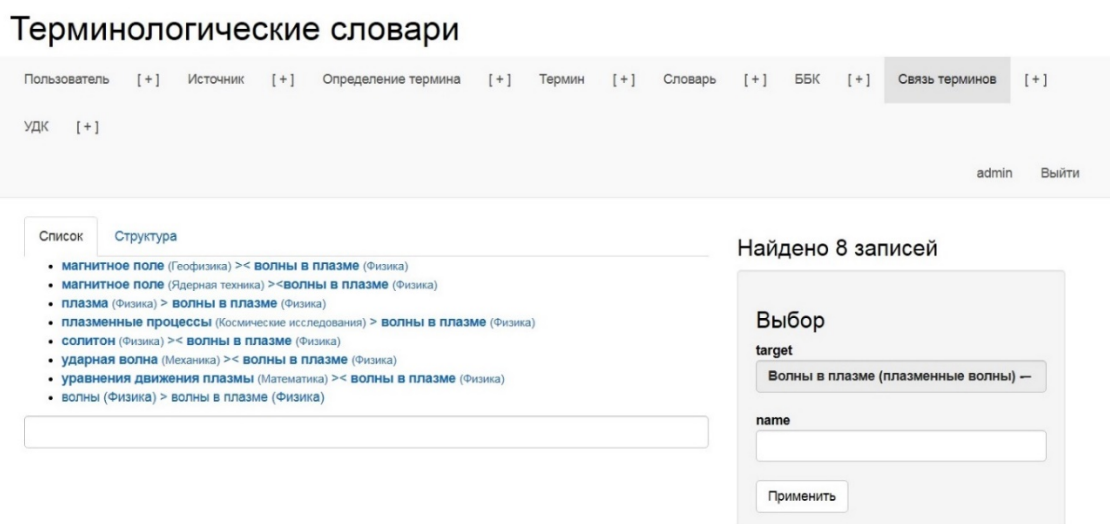 Терминологические словари
Пользователь [ + ] Источник [ + ] Определение термина [ + ] Термин [ + ] Словарь [ + ] ББК [ + ] Связь терминов [ + ]
УДК [ + ]
admin Выйти
Список Структура
магнитное поле (Геофизика) >< волны в плазме (Физика)
магнитное поле (Ядерная техника) ><волны в плазме (Физика)
плазма (Физика) > волны в плазме (Физика)
плазменные процессы (Космические исследования) > волны в плазме (Физика)
солитон (Физика) >< волны в плазме (Физика)
ударная волна (Механика) >< волны в плазме (Физика)
уравнения движения плазмы (Математика) >< волны в плазме (Физика)
волны (Физика) > волны в плазме (Физика)
Найдено 8 записей
Выбор
target
Волны в плазме (плазменные волны) —
name
Применить